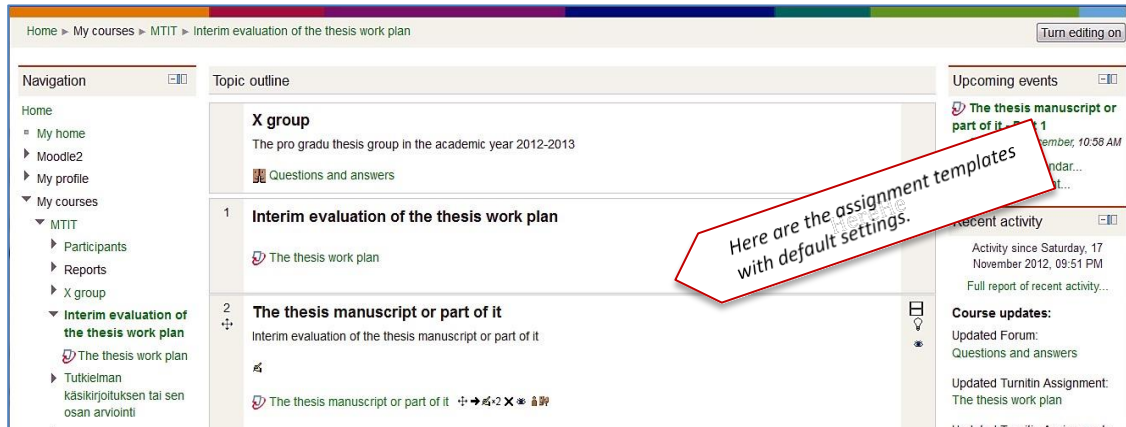 Home ► My courses ► MTIT ► Interim evaluation of the thesis work plan
Turn editing on
Navigation
Home
My home
Moodle2
My profile
My courses
MTIT
Participants
Reports
X group
Interim evaluation of
the thesis work plan
The thesis work plan
Tutkielman
käsikirjoituksen tai sen
osan arviointi
Topic outline
X group
The pro gradu thesis group in the academic year 2012-2013
Questions and answers
1
Interim evaluation of the thesis work plan
The thesis work plan
2
The thesis manuscript or part of it
Interim evaluation of the thesis manuscript or part of it
The thesis manuscript or part of it
×2
Here are the assignment templates
with default settings.
Upcoming events
The thesis manuscript or
part of it - 1
10:58 AM
Recent activity
Activity since Saturday, 17
November 2012, 09:51 PM
Full report of recent activity...
Course updates:
Updated Forum:
Questions and answers
Updated Turnitin Assignment:
The thesis work plan